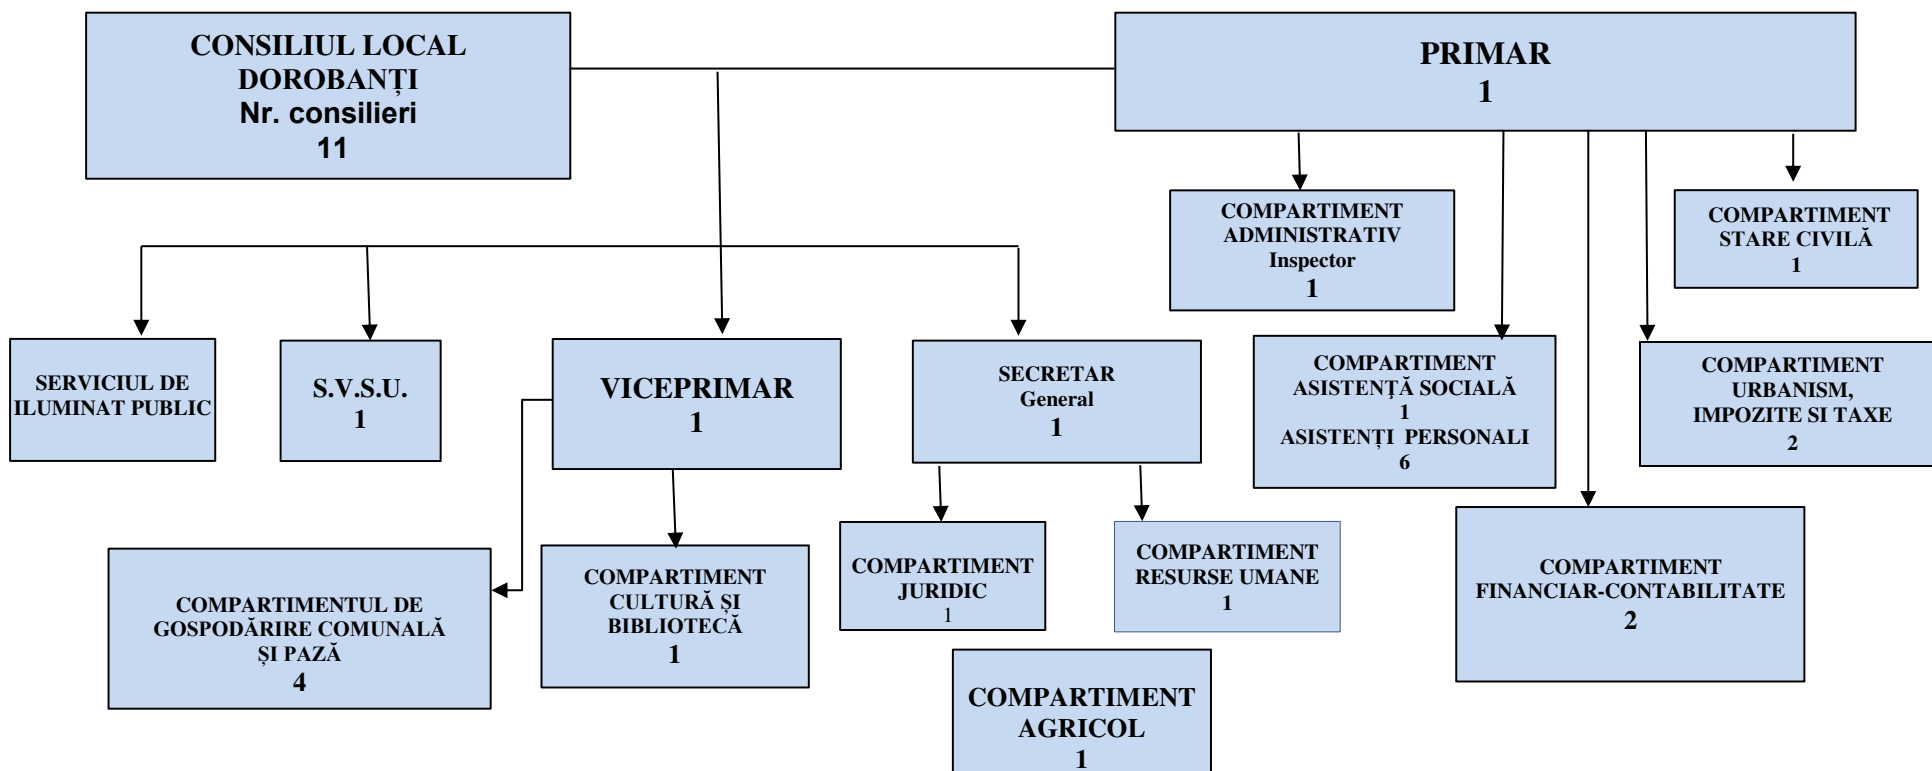 CONSILIUL LOCAL
DOROBANȚI
Nr. consilieri
11
PRIMAR
1
COMPARTIMENT
ADMINISTRATIV
Inspector
1
COMPARTIMENT
STARE CIVILĂ
1
SERVICIUL DE
ILUMINAT PUBLIC
S.V.S.U.
1
VICEPRIMAR
1
SECRETAR
General
1
COMPARTIMENT
ASISTENŢĂ SOCIALĂ
1
ASISTENȚI PERSONALI
6
COMPARTIMENT
URBANISM,
IMPOZITE SI TAXE
2
COMPARTIMENTUL DE
GOSPODĂRIRE COMUNALĂ
ȘI PAZĂ
4
COMPARTIMENT
CULTURĂ ȘI
BIBLIOTECĂ
1
COMPARTIMENT
JURIDIC
1
COMPARTIMENT
RESURSE UMANE
1
COMPARTIMENT
FINANCIAR-CONTABILITATE
2
COMPARTIMENT
AGRICOL
1